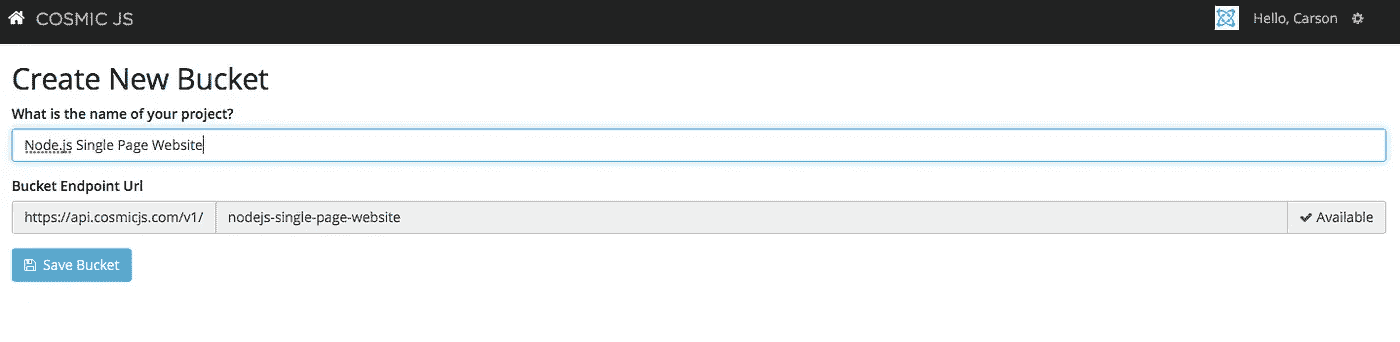 COSMIC JS
Hello, Carson
Create New Bucket
What is the name of your project?
Node.js Single Page Website
Bucket Endpoint Url
https://api.cosmicjs.com/v1/ nodejs-single-page-website Available
Save Bucket